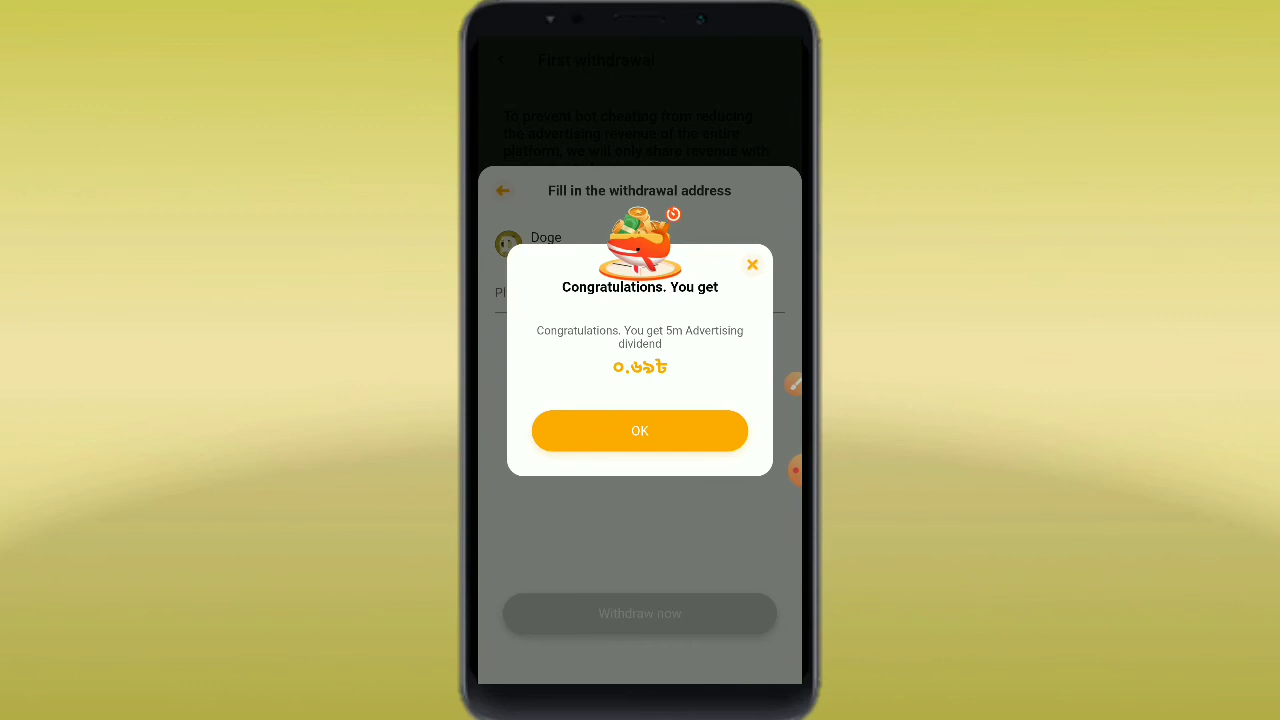 First withdrawal
To prevent bot cheating from reducing
the advertising revenue of the entire
platform, we will only share revenue with
Fill in the withdrawal address
Doge
Congratulations. You get
Pl
Congratulations. You get 5m Advertising
dividend
০.৬৯৳
OK
Withdraw now